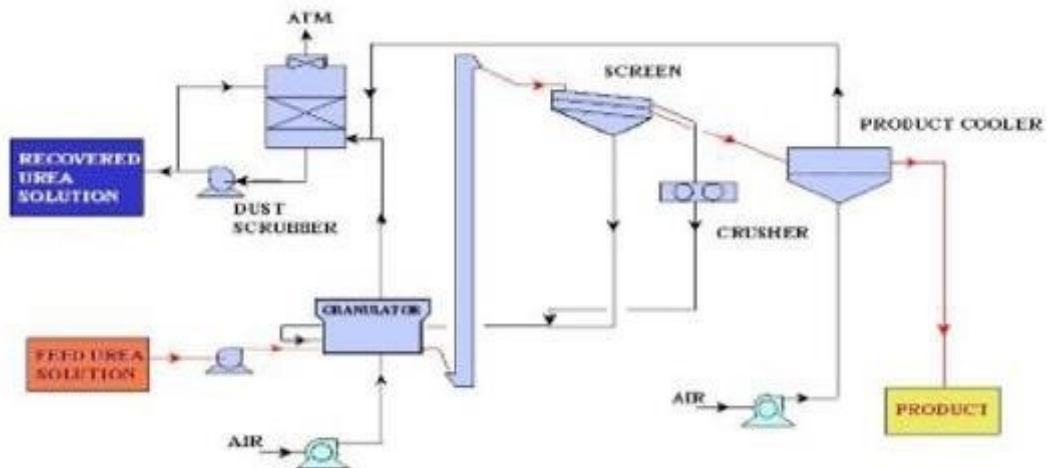 ATM
SCREEN
PRODUCT COOLER
RECOVERED
UREA
SOLUTION
DUST
SCRUBBER
CRUSHER
GRANULATOR
FEED UREA
SOLUTION
AIR
AIR
PRODUCT